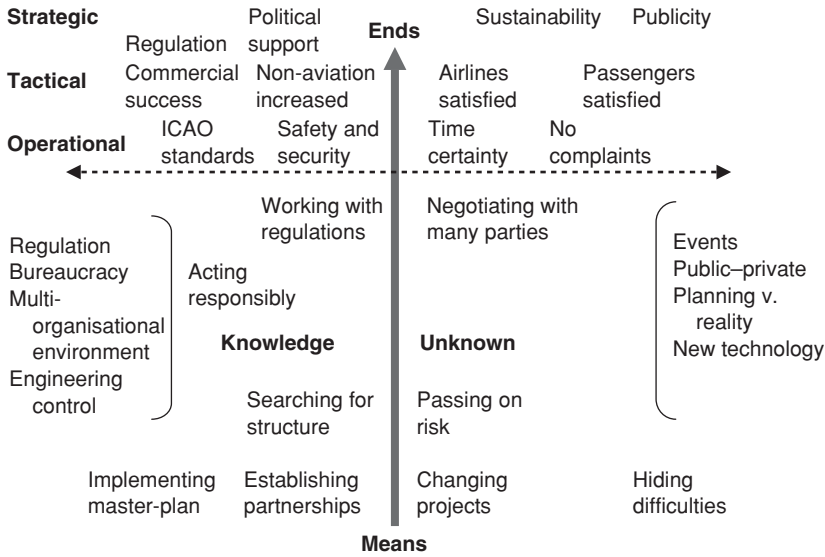 Strategic
Political
support
Sustainability
Publicity
Ends
Regulation
Tactical
Commercial
success
Non-aviation
increased
Airlines
satisfied
Passengers
satisfied
Operational
ICAO
standards
Safety and
security
Time
certainty
No
complaints
Working with
regulations
Negotiating with
many parties
Regulation
Bureaucracy
Multi-
organisational
environment
Engineering
control
Acting
responsibly
Events
Public–private
Planning v.
reality
New technology
Knowledge
Unknown
Searching for
structure
Passing on
risk
Implementing
master-plan
Establishing
partnerships
Changing
projects
Hiding
difficulties
Means